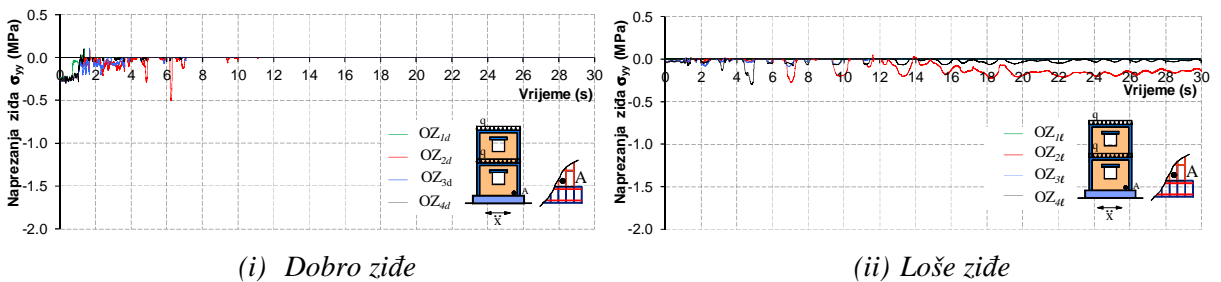 0.5
0.0
-0.5
-1.0
-1.5
-2.0
Naprezanja ziđa σyy (MPa)
0 2 4 6 8 10 12 14 16 18 20 22 24 26 28 30
Vrijeme (s)
OZ1d
OZ2d
OZ3d
OZ4d
q
q
A
ẍ
A
(i) Dobro ziđe
0.5
0.0
-0.5
-1.0
-1.5
-2.0
Naprezanja ziđa σyy (MPa)
0 2 4 6 8 10 12 14 16 18 20 22 24 26 28 30
Vrijeme (s)
OZ1ℓ
OZ2ℓ
OZ3ℓ
OZ4ℓ
q
q
A
ẍ
A
(ii) Loše ziđe